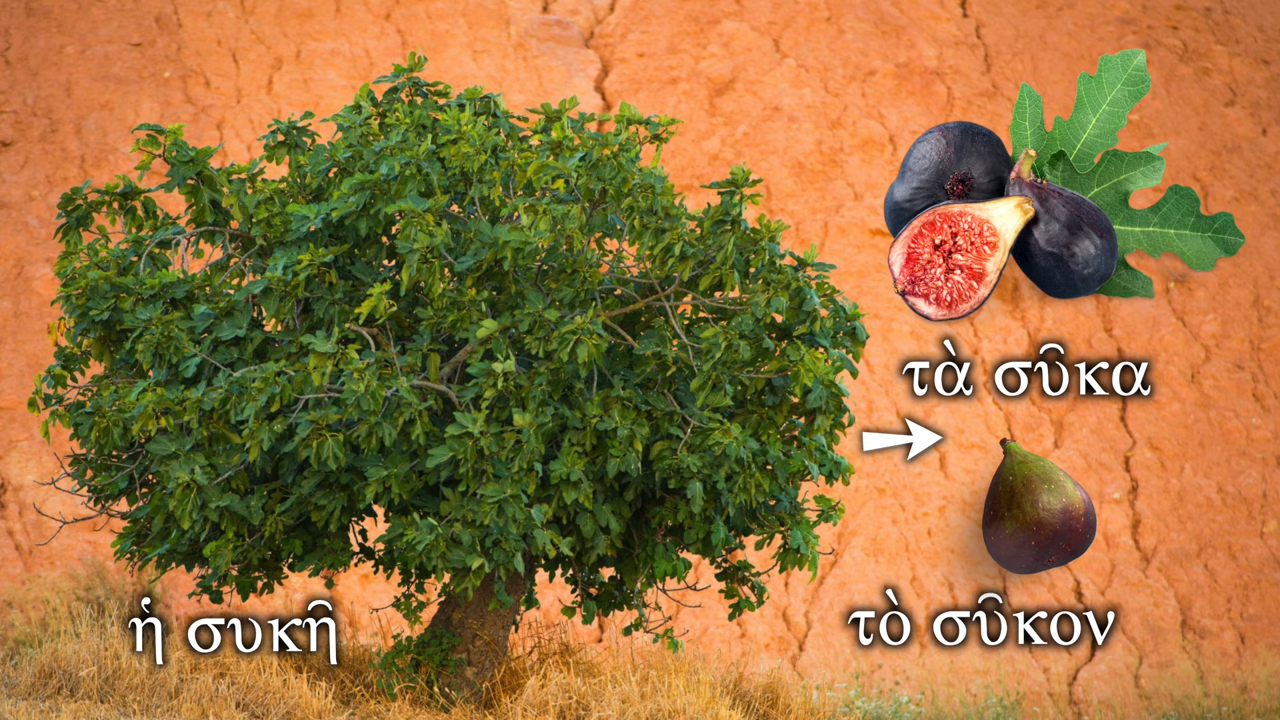 τὰ σῦκα
ἡ συκῆ
τὸ σῦκον